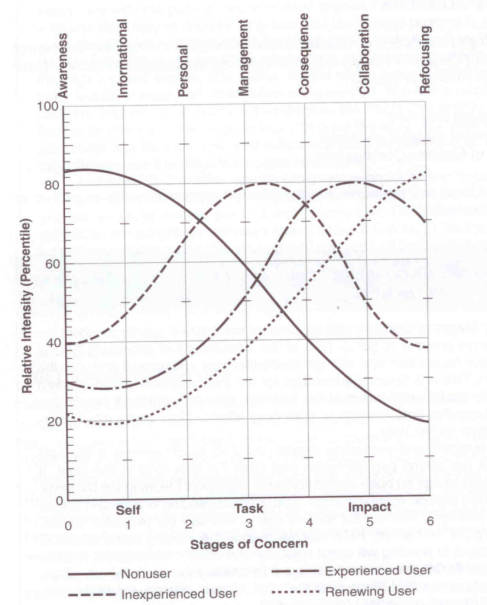 Awareness
Informational
Personal
Management
Consequence
Collaboration
Refocusing
100
80
60
40
20
0
Relative Intensity (Percentile)
Self Task Impact
0 1 2 3 4 5 6
Stages of Concern
Nonuser Experienced User
Inexperienced User Renewing User